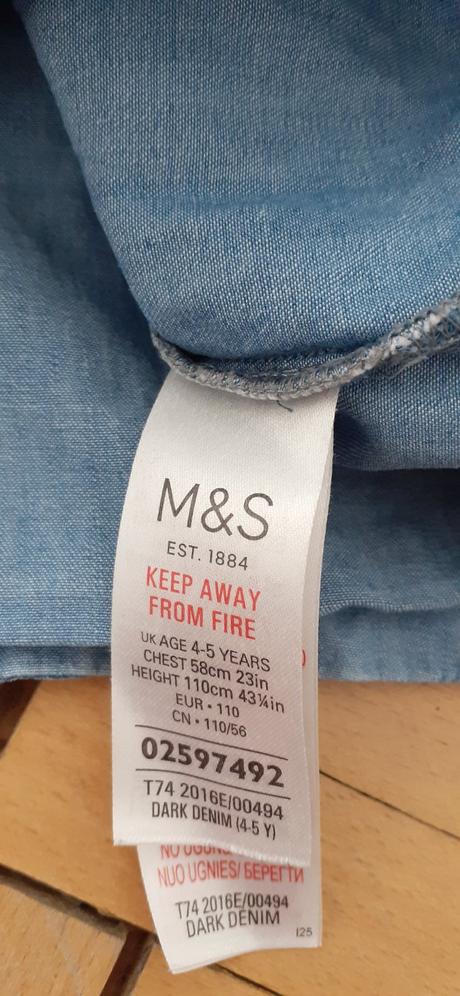 M&S
EST. 1884
KEEP AWAY
FROM FIRE
UK AGE 4-5 YEARS
CHEST 58cm 23in
HEIGHT 110cm 43¼in
EUR • 110
CN • 110/56
02597492
T74 2016E/00494
DARK DENIM (4-5 Y)
NUO UGNIES/ БЕРЕГТИ
T74 2016E/00494
DARK DENIM
I25